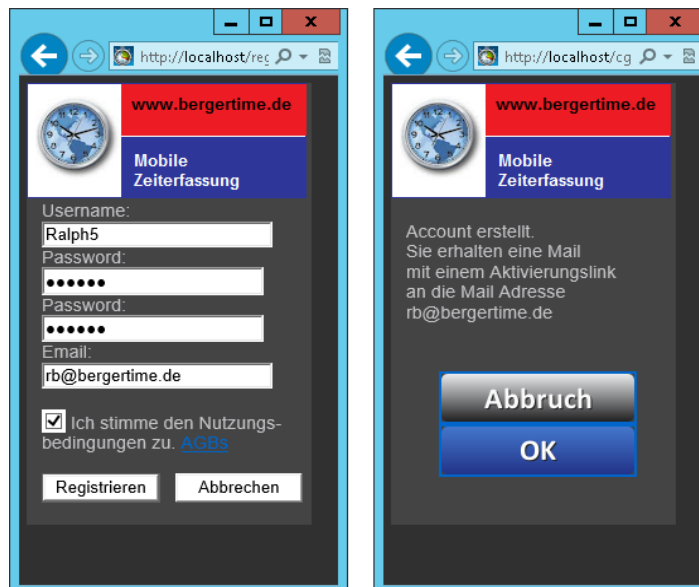 http://localhost/reg
www.bergertime.de
Mobile
Zeiterfassung
Username:
Ralph5
Password:
●●●●●●
Password:
●●●●●●
Email:
rb@bergertime.de
Ich stimme den Nutzungs-
bedingungen zu. AGBs
Registrieren Abbrechen
http://localhost/cg
www.bergertime.de
Mobile
Zeiterfassung
Account erstellt.
Sie erhalten eine Mail
mit einem Aktivierungslink
an die Mail Adresse
rb@bergertime.de
Abbruch
OK